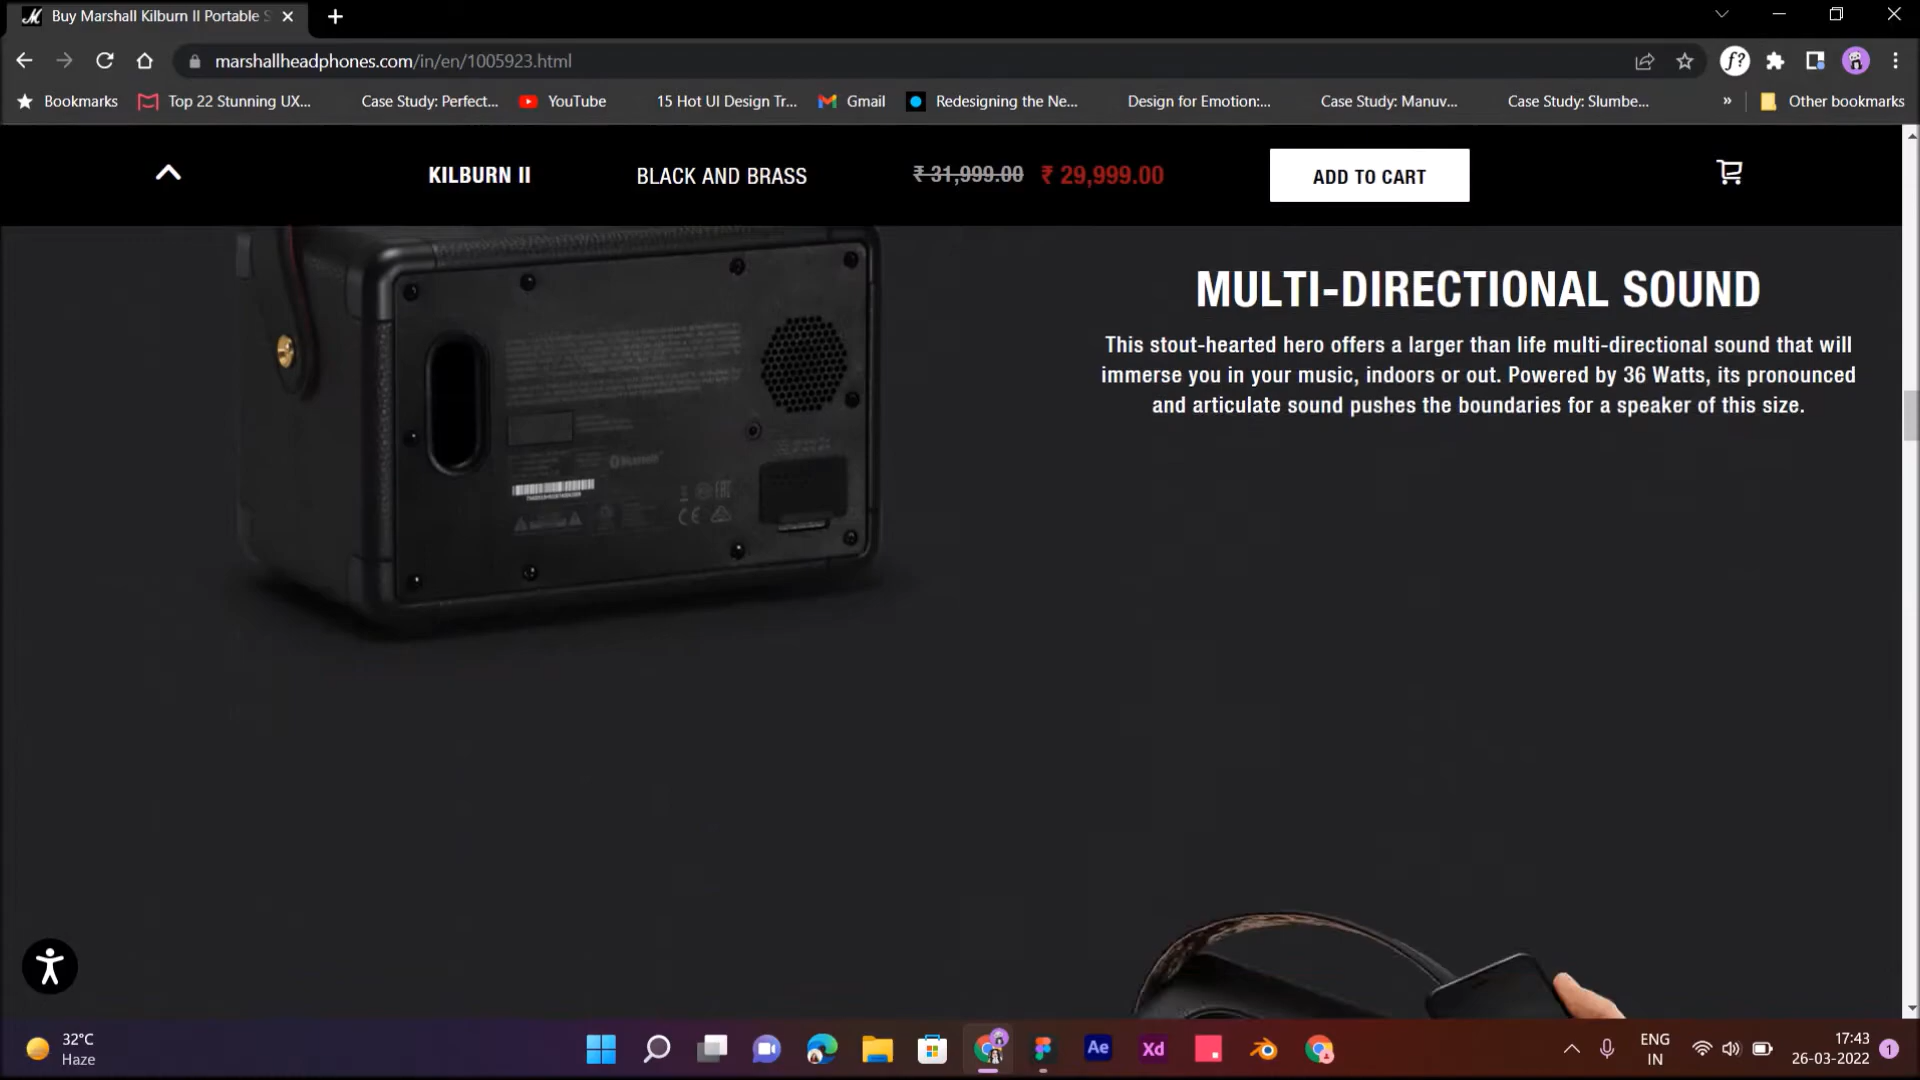 Buy Marshall Kilburn II Portable S
marshallheadphones.com/in/en/1005923.html
Bookmarks
Top 22 Stunning UX...
Case Study: Perfect...
YouTube
15 Hot UI Design Tr...
Gmail
Redesigning the Ne...
Design for Emotion:...
Case Study: Manuv...
Case Study: Slumbe...
»
Other bookmarks
KILBURN II
BLACK AND BRASS
₹ 31,999.00
₹ 29,999.00
ADD TO CART
MULTI-DIRECTIONAL SOUND
This stout-hearted hero offers a larger than life multi-directional sound that will
immerse you in your music, indoors or out. Powered by 36 Watts, its pronounced
and articulate sound pushes the boundaries for a speaker of this size.
Bluetooth
CE
EAC
32°C
Haze
Ae
Xd
ENG
IN
17:43
26-03-2022
1
f?